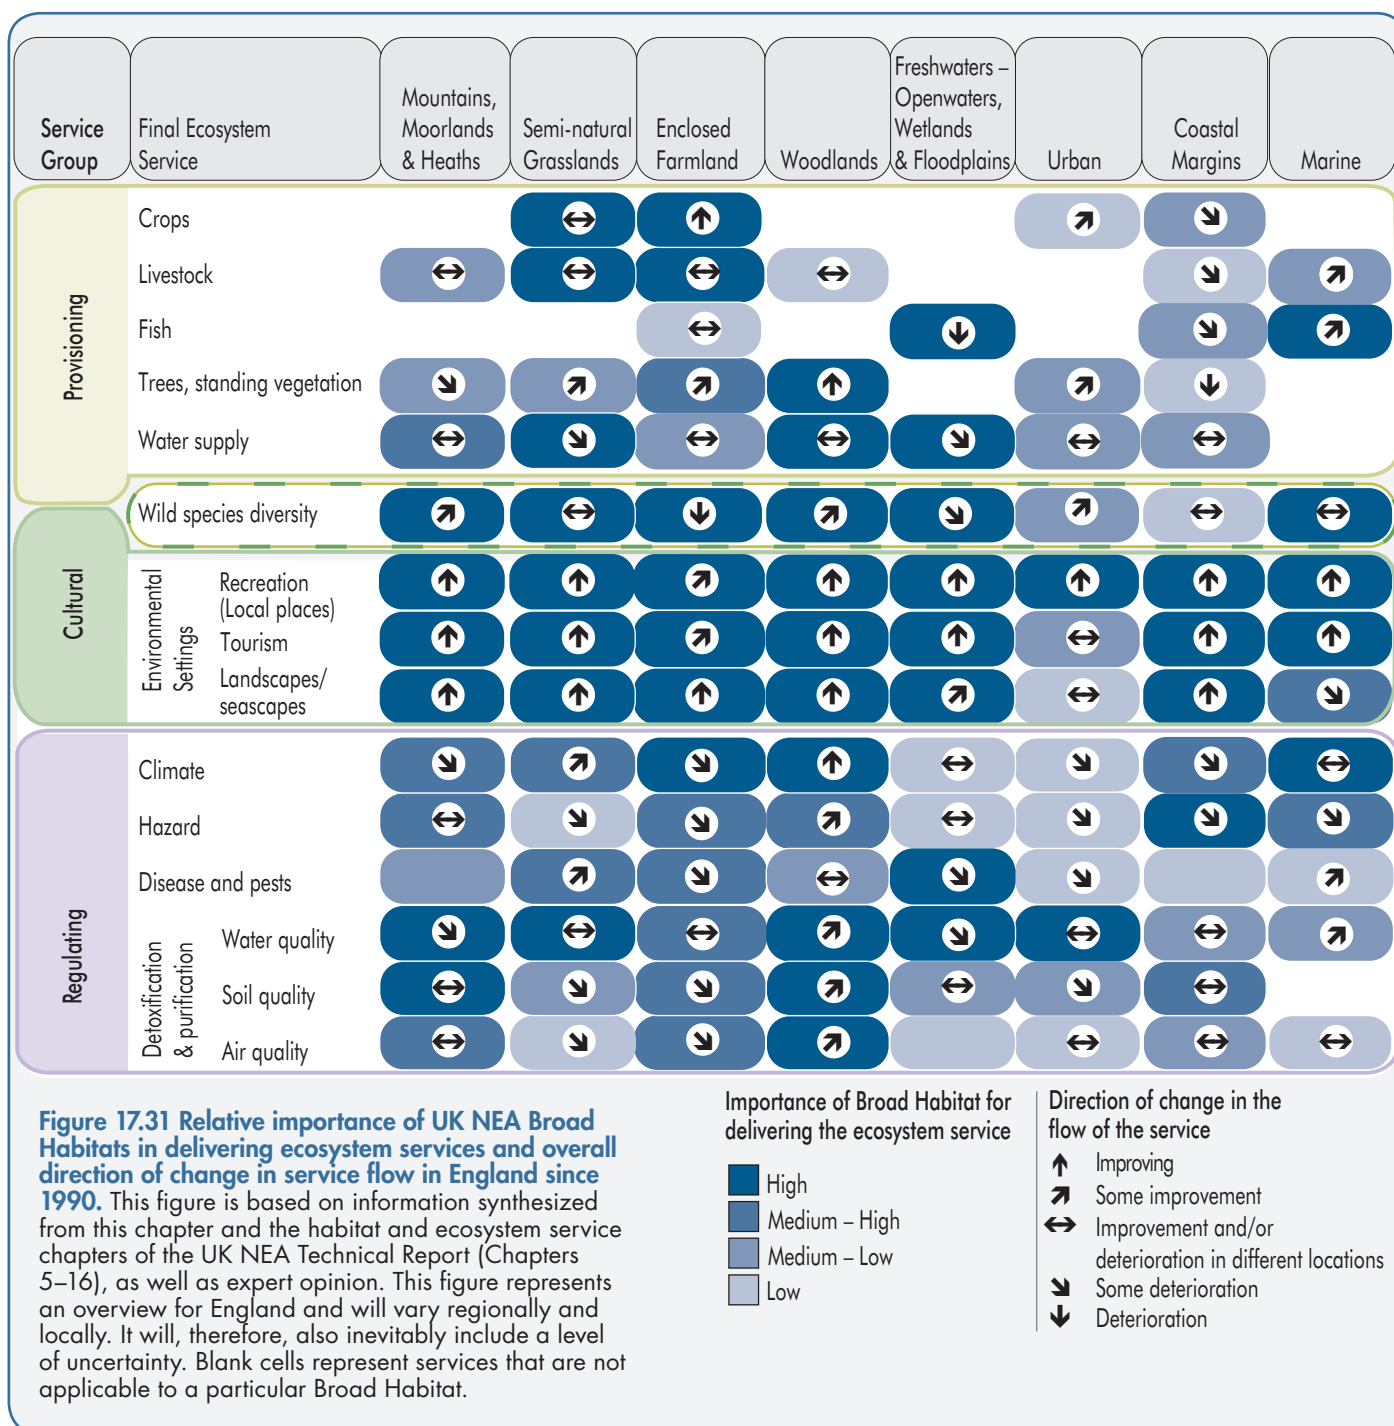 Service Group
Final Ecosystem Service
Mountains, Moorlands & Heaths
Semi-natural Grasslands
Enclosed Farmland
Woodlands
Freshwaters – Openwaters, Wetlands & Floodplains
Urban
Coastal Margins
Marine
Provisioning
Crops
Livestock
Fish
Trees, standing vegetation
Water supply
Wild species diversity
Cultural
Environmental Settings
Recreation
(Local places)
Tourism
Landscapes/
seascapes
Regulating
Climate
Hazard
Disease and pests
Detoxification & purification
Water quality
Soil quality
Air quality
Figure 17.31 Relative importance of UK NEA Broad
Habitats in delivering ecosystem services and overall
direction of change in service flow in England since
1990. This figure is based on information synthesized
from this chapter and the habitat and ecosystem service
chapters of the UK NEA Technical Report (Chapters
5–16), as well as expert opinion. This figure represents
an overview for England and will vary regionally and
locally. It will, therefore, also inevitably include a level
of uncertainty. Blank cells represent services that are not
applicable to a particular Broad Habitat.
Importance of Broad Habitat for
delivering the ecosystem service
High
Medium – High
Medium – Low
Low
Direction of change in the
flow of the service
Improving
Some improvement
Improvement and/or
deterioration in different locations
Some deterioration
Deterioration